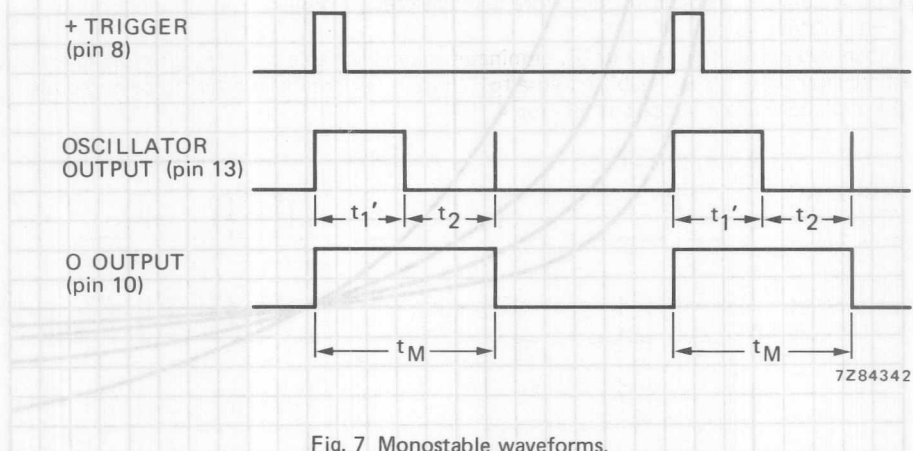 + TRIGGER
(pin 8)
OSCILLATOR
OUTPUT (pin 13)
t1' t2 t1' t2
O OUTPUT
(pin 10)
tM tM
7Z84342
Fig. 7 Monostable waveforms.